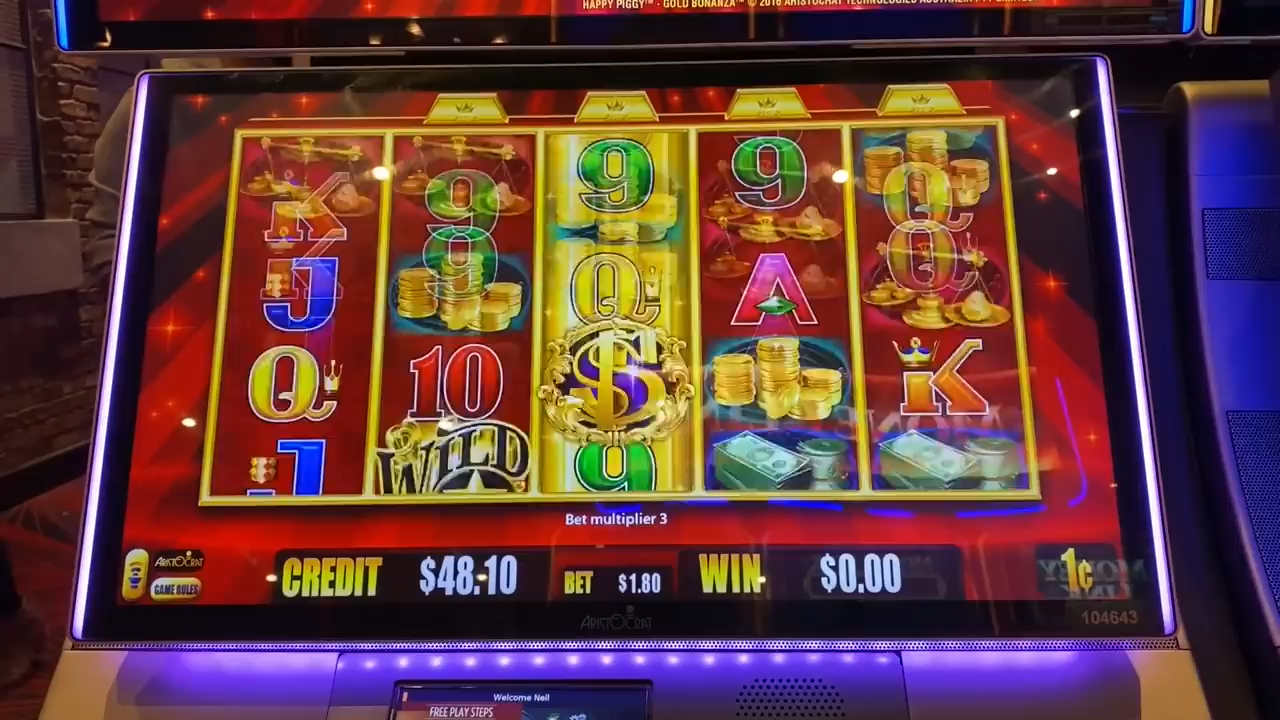 HAPPY PIGGY™ - GOLD BONANZA™ © 2016 ARISTOCRAT TECHNOLOGIES AUSTRALIA
K 9 9 9 Q
J 9 Q A Q
Q 10 $ K
J WILD 9
Bet multiplier 3
ARISTOCRAT
GAME RULES
CREDIT $48.10 BET $1.80 WIN $0.00 1¢
ARISTOCRAT
104643
Welcome Neil
FREE PLAY STEPS